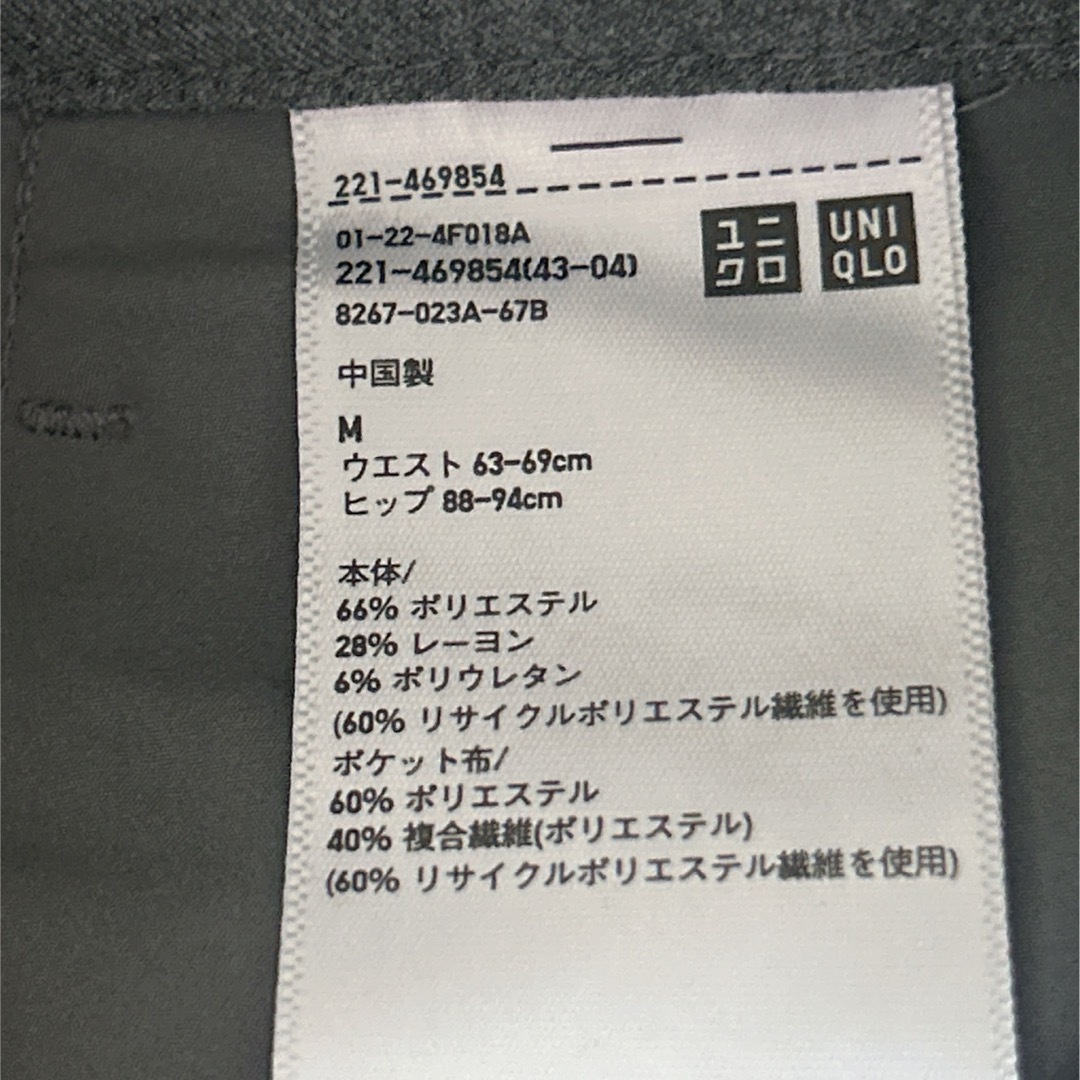 221-469854
01-22-4F018A
221-469854(43-04)
8267-023A-67B
ユニ
クロ
UNI
QLO
中国製
M
ウエスト 63-69cm
ヒップ 88-94cm
本体/
66% ポリエステル
28% レーヨン
6% ポリウレタン
(60% リサイクルポリエステル繊維を使用)
ポケット布/
60% ポリエステル
40% 複合繊維(ポリエステル)
(60% リサイクルポリエステル繊維を使用)